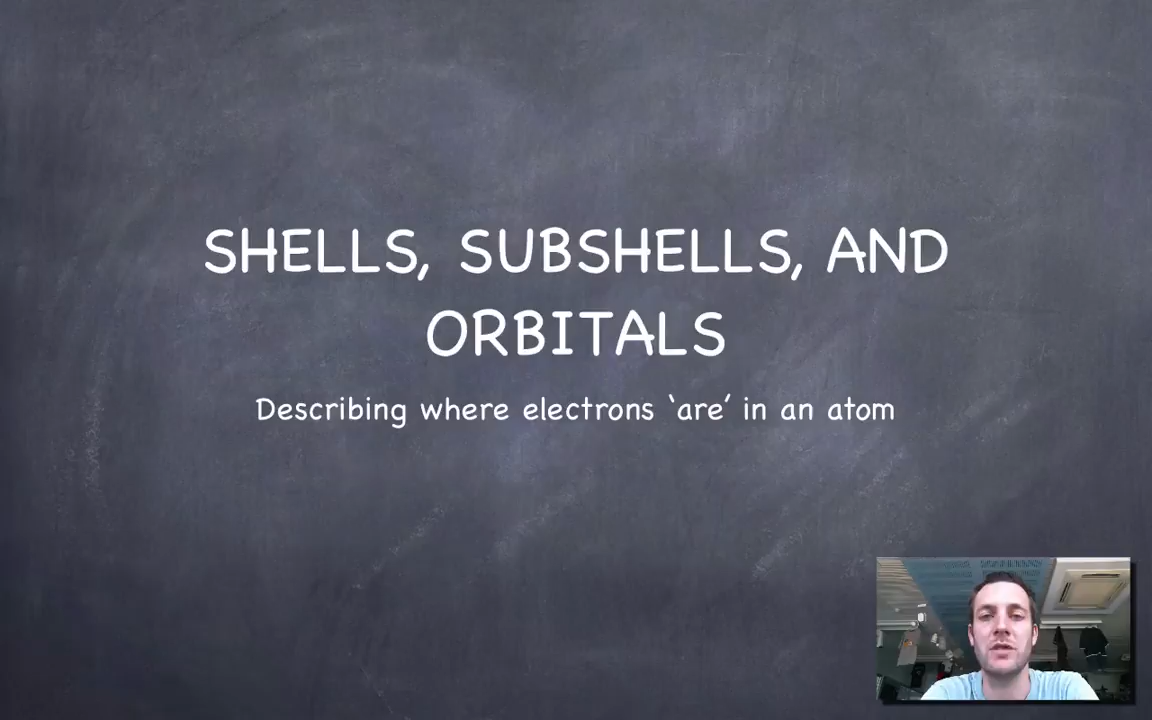 SHELLS, SUBSHELLS, AND
ORBITALS
Describing where electrons ‘are’ in an atom